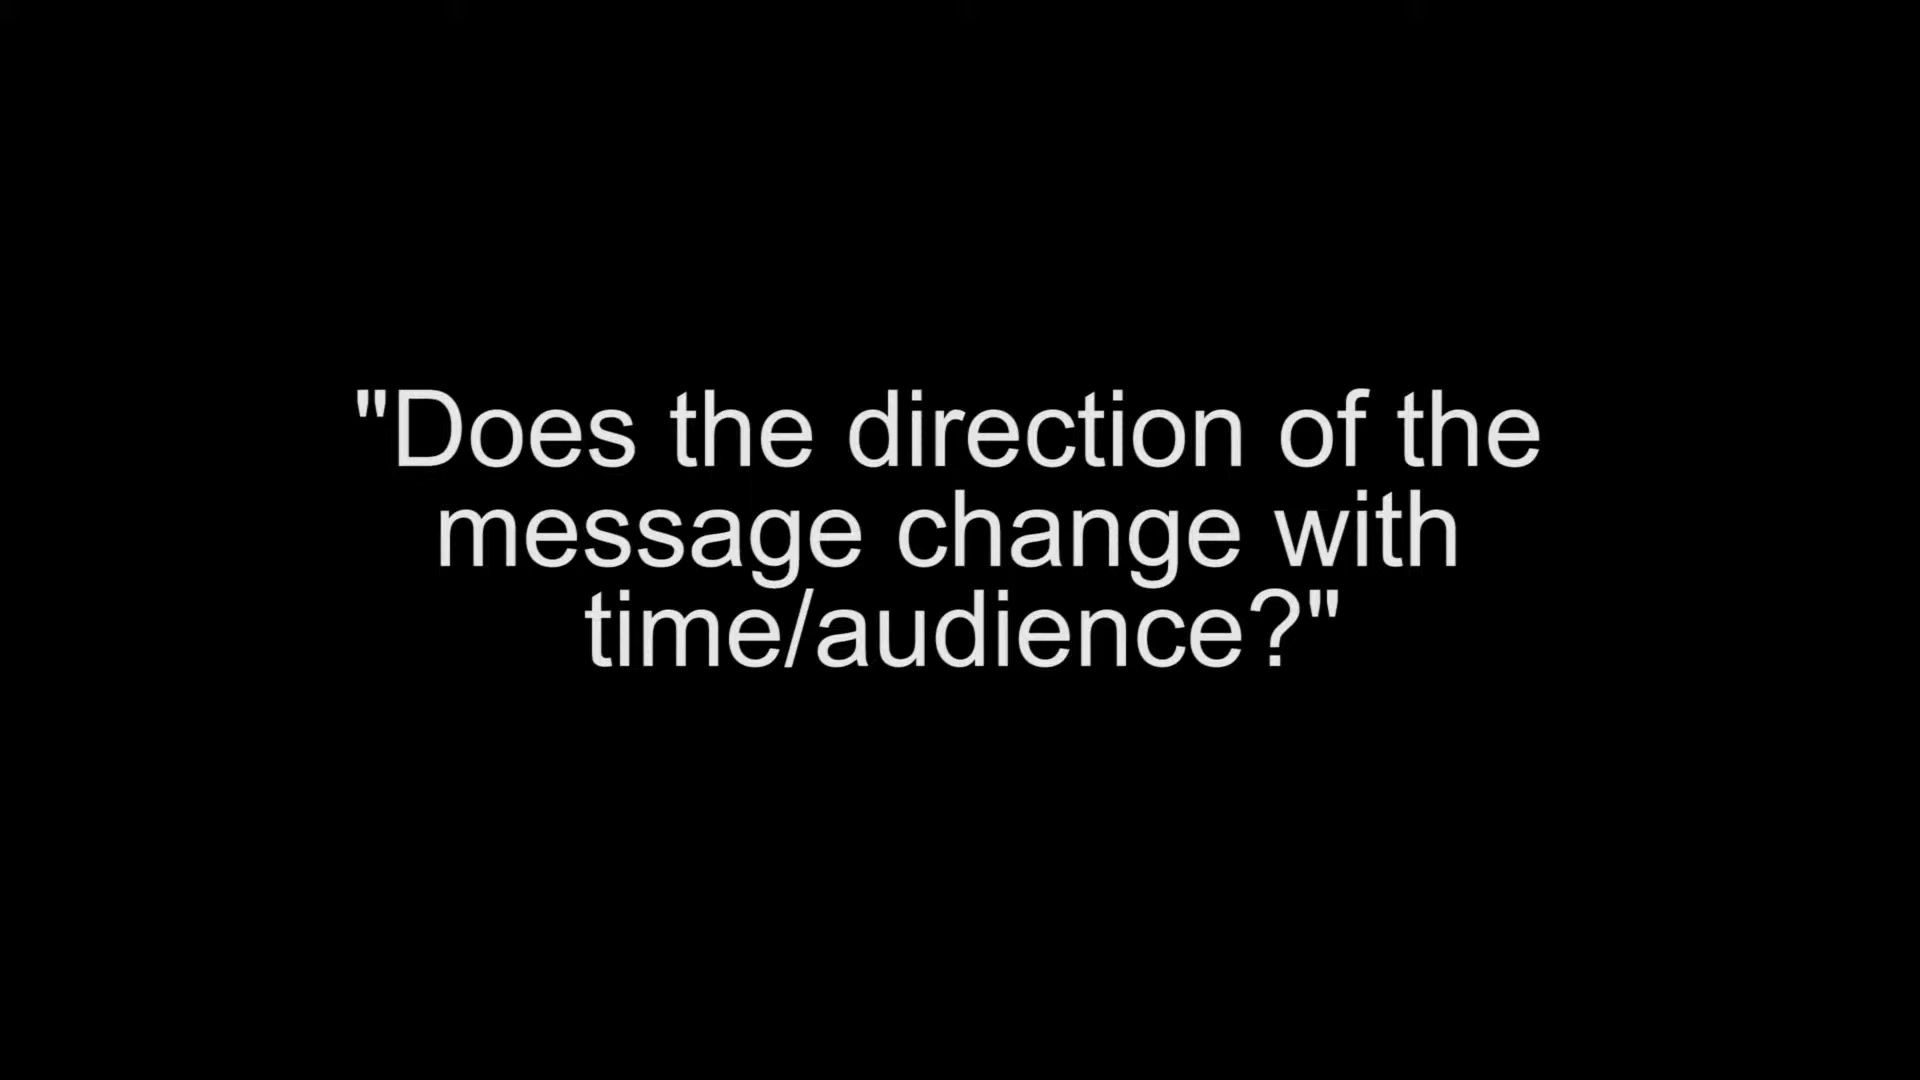 "Does the direction of the
message change with
time/audience?"